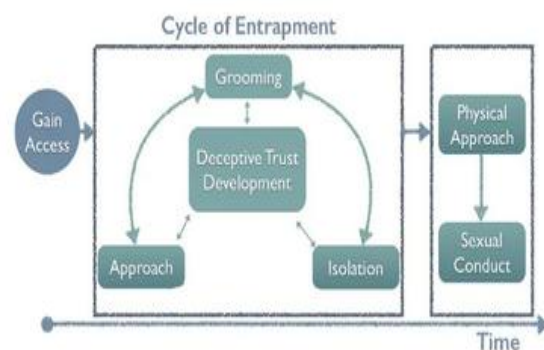 Cycle of Entrapment
Gain
Access
Grooming
Deceptive Trust
Development
Approach
Isolation
Physical
Approach
Sexual
Conduct
Time